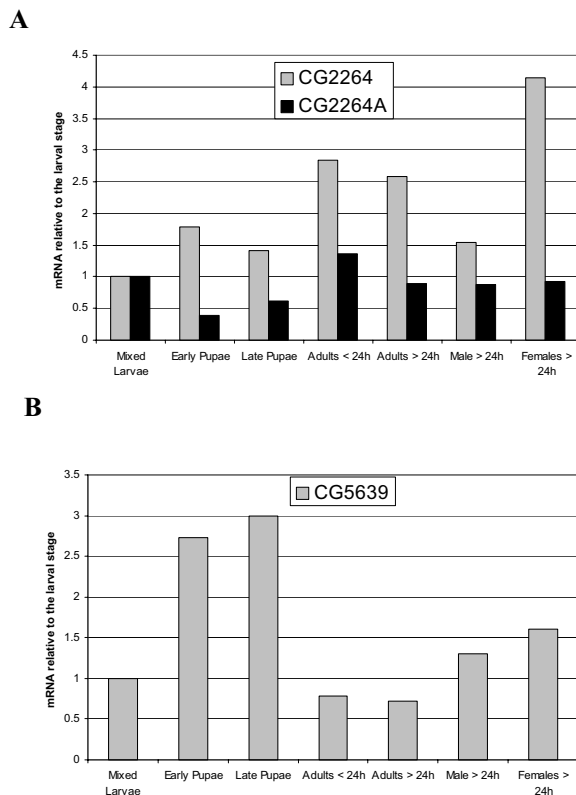 A
mRNA relative to the larval stage
4.5
4
3.5
3
2.5
2
1.5
1
0.5
0
CG2264
CG2264A
Mixed Larvae
Early Pupae
Late Pupae
Adults < 24h
Adults > 24h
Male > 24h
Females > 24h
B
mRNA relative to the larval stage
3.5
3
2.5
2
1.5
1
0.5
0
CG5639
Mixed Larvae
Early Pupae
Late Pupae
Adults < 24h
Adults > 24h
Male > 24h
Females > 24h